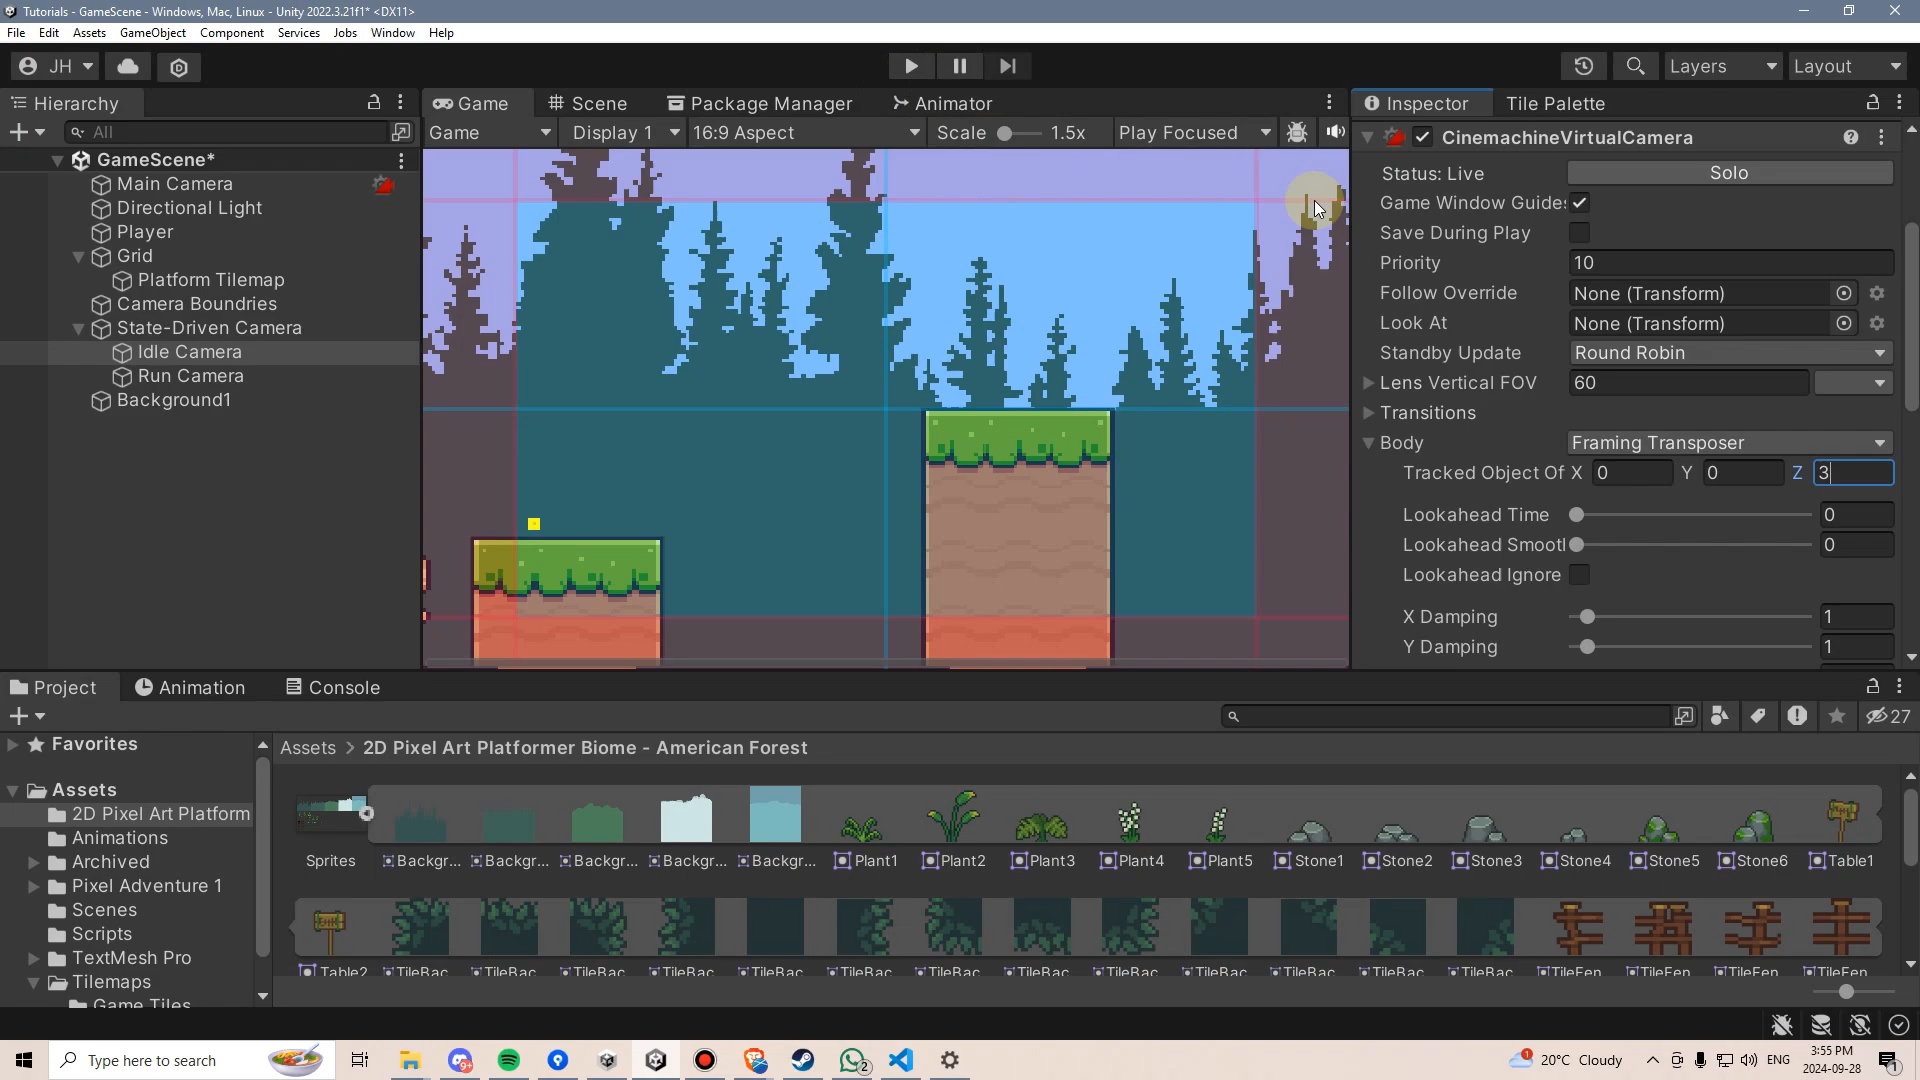 Tutorials - GameScene - Windows, Mac, Linux - Unity 2022.3.21f1* <DX11>
File Edit Assets GameObject Component Services Jobs Window Help
JH
Layers Layout
Hierarchy
Game Scene Package Manager Animator
Inspector Tile Palette
All
Game Display 1 16:9 Aspect Scale 1.5x Play Focused
GameScene*
Main Camera
Directional Light
Player
Grid
Platform Tilemap
Camera Boundries
State-Driven Camera
Idle Camera
Run Camera
Background1
CinemachineVirtualCamera
Status: Live Solo
Game Window Guides
Save During Play
Priority 10
Follow Override None (Transform)
Look At None (Transform)
Standby Update Round Robin
Lens Vertical FOV 60
Transitions
Body Framing Transposer
Tracked Object Of X 0 Y 0 Z 3
Lookahead Time 0
Lookahead Smootl 0
Lookahead Ignore
X Damping 1
Y Damping 1
Project Animation Console
27
Favorites
Assets
2D Pixel Art Platform
Animations
Archived
Pixel Adventure 1
Scenes
Scripts
TextMesh Pro
Tilemaps
Game Tiles
Assets > 2D Pixel Art Platformer Biome - American Forest
Sprites Backgr... Backgr... Backgr... Backgr... Backgr... Plant1 Plant2 Plant3 Plant4 Plant5 Stone1 Stone2 Stone3 Stone4 Stone5 Stone6 Table1
Table2 TileBac TileBac TileBac TileBac TileBac TileBac TileBac TileBac TileBac TileBac TileBac TileBac TileBac TileFen TileFen TileFen TileFen
Type here to search
9+
2
1
20°C Cloudy
ENG
3:55 PM
2024-09-28
1